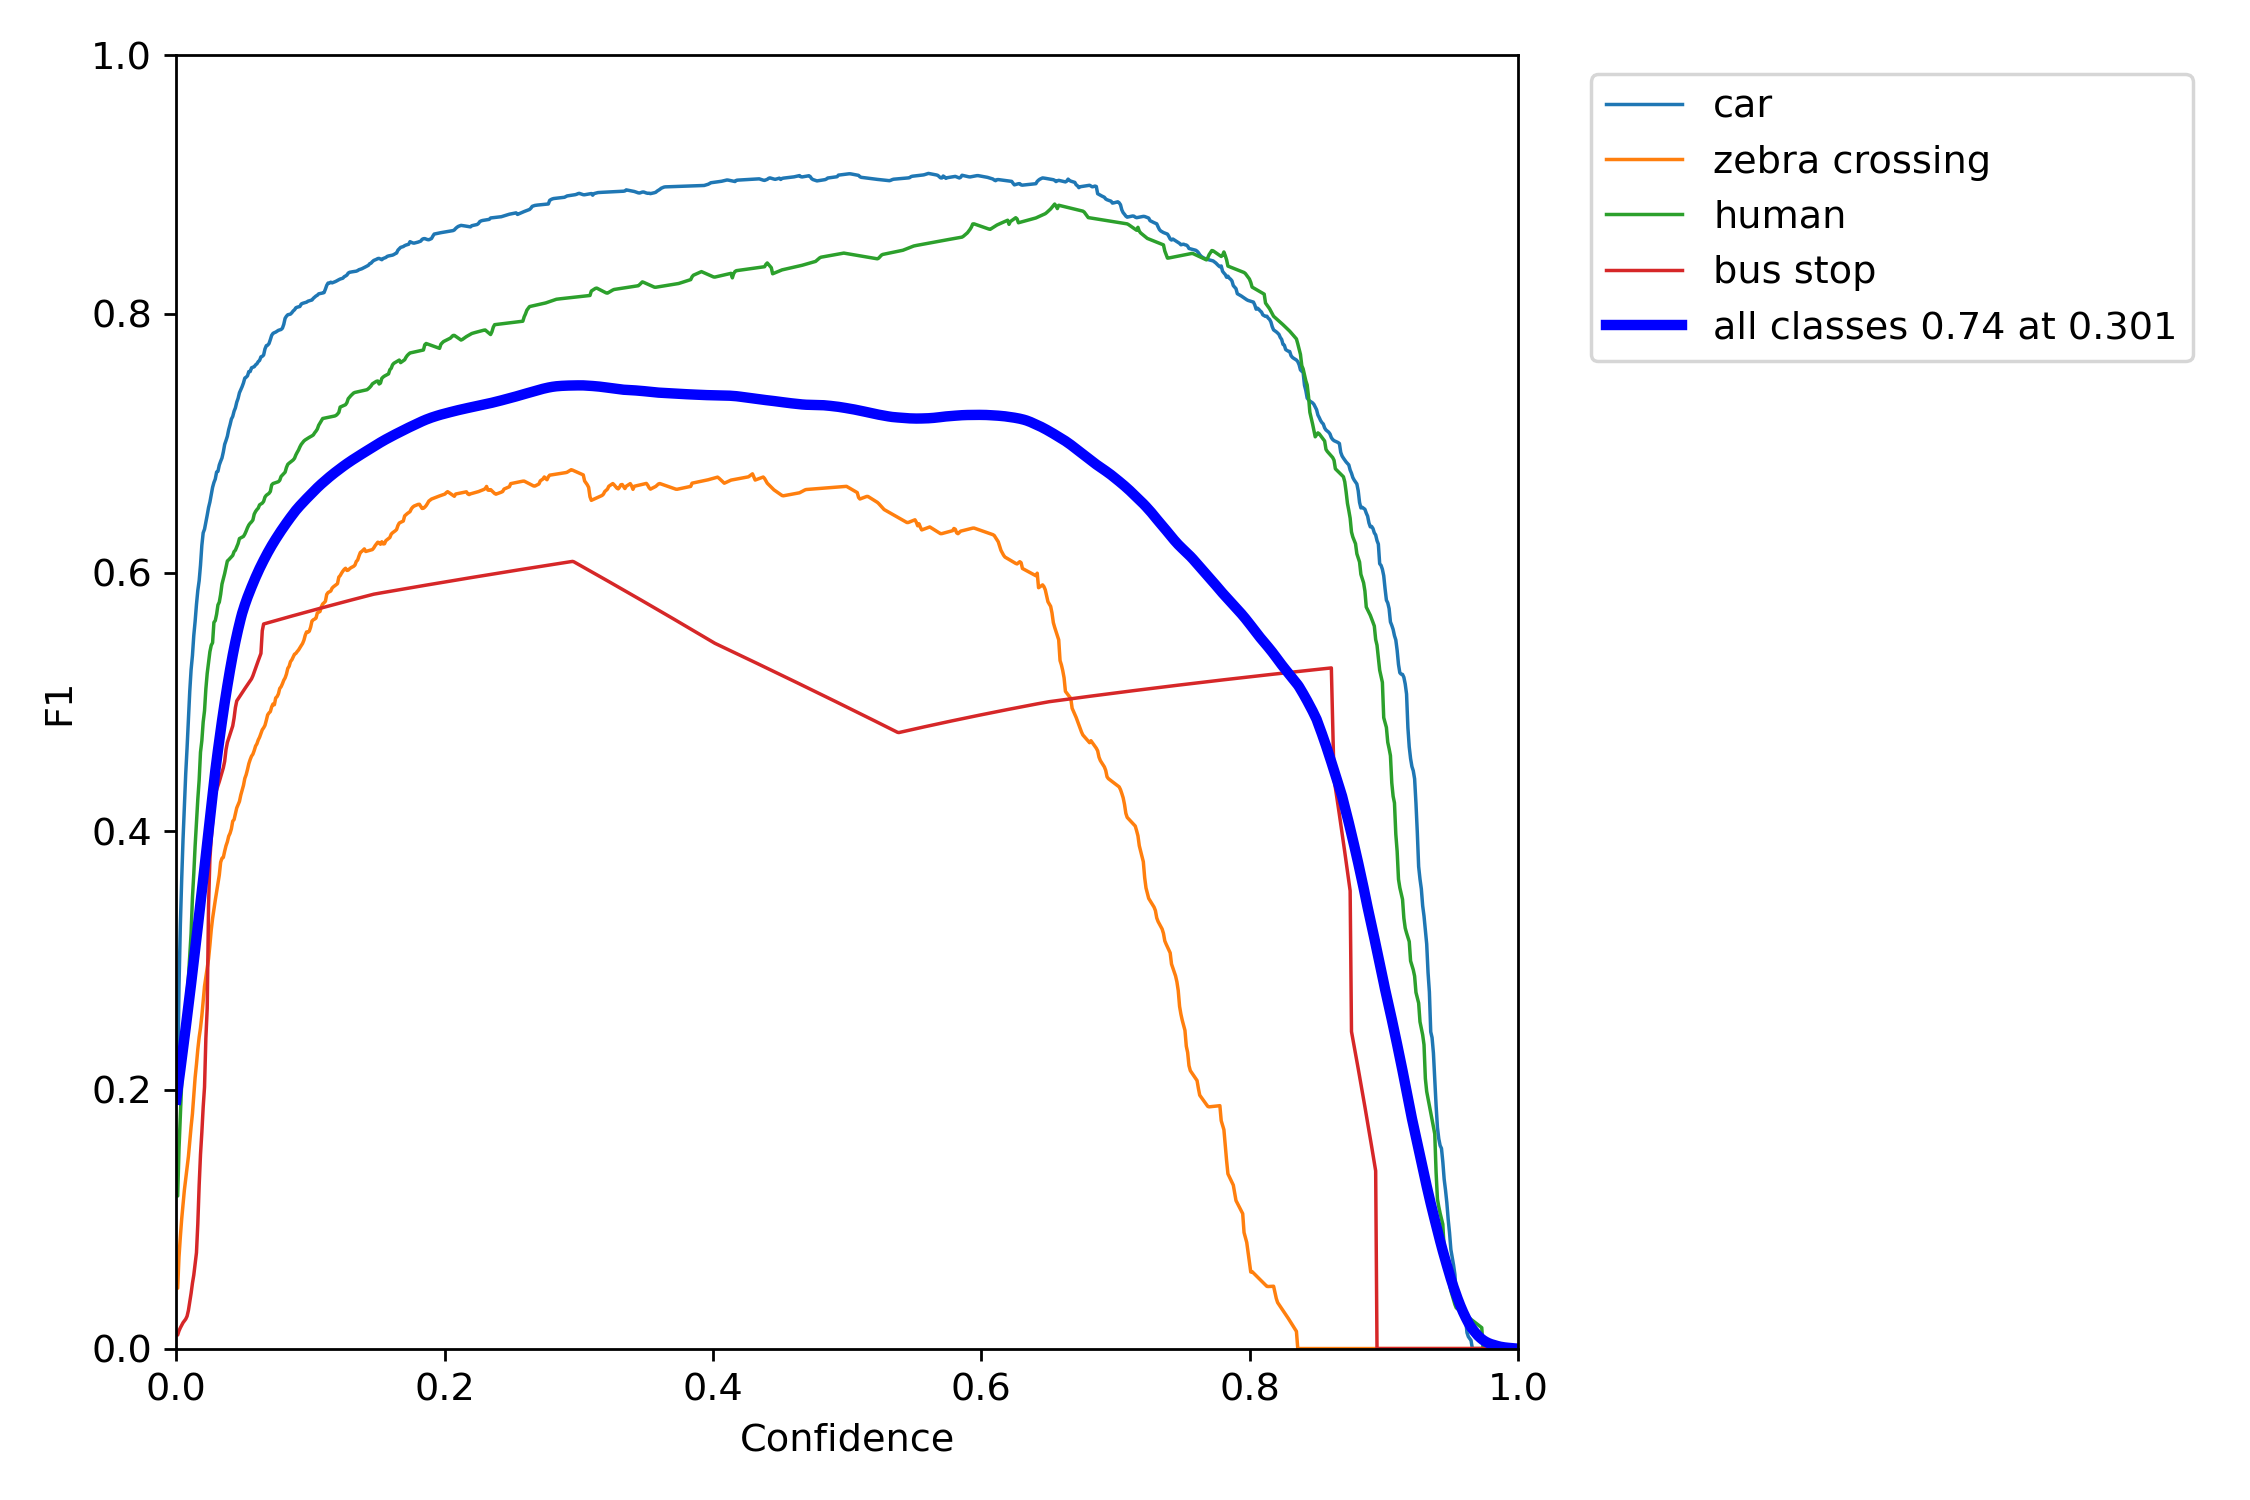 1.0
0.8
0.6
0.4
0.2
0.0
F1
0.0 0.2 0.4 0.6 0.8 1.0
Confidence
car
zebra crossing
human
bus stop
all classes 0.74 at 0.301